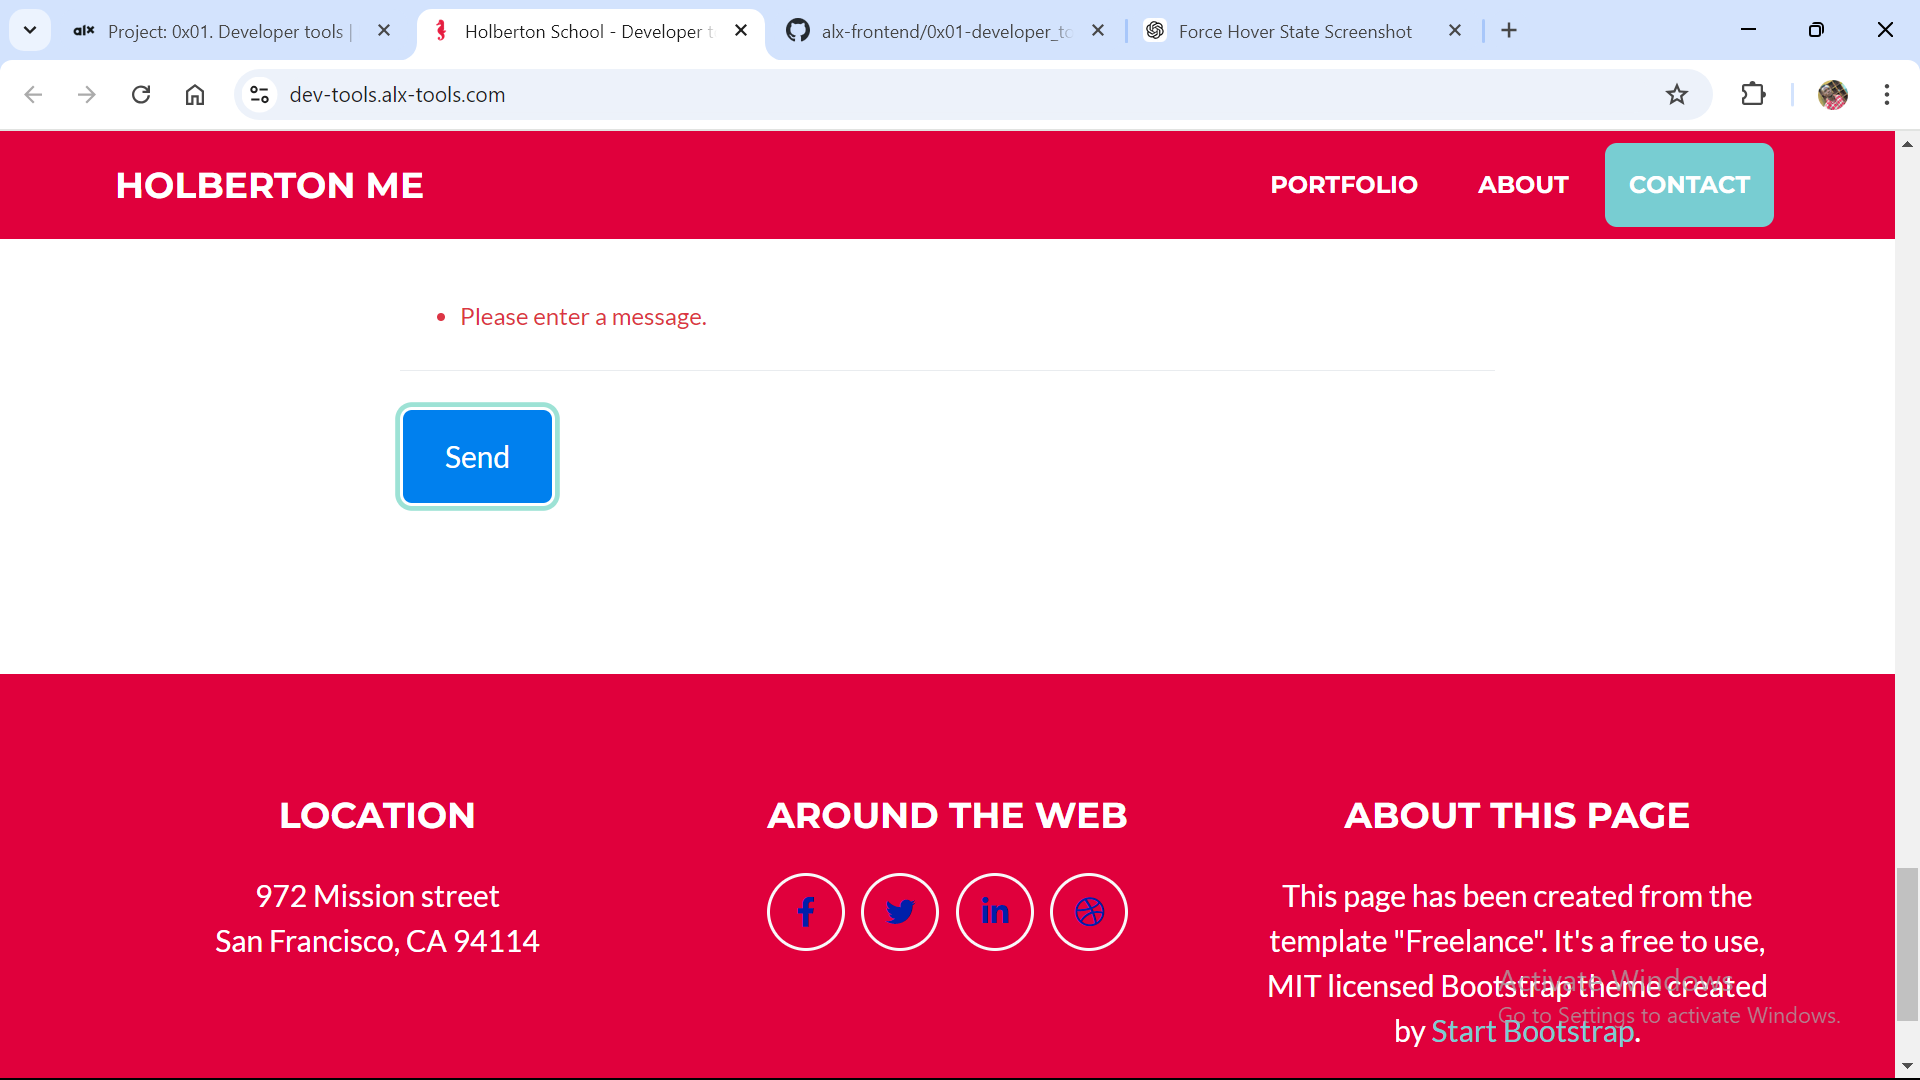 alx Project: 0x01. Developer tools |
Holberton School - Developer t
alx-frontend/0x01-developer_to
Force Hover State Screenshot
dev-tools.alx-tools.com
HOLBERTON ME
PORTFOLIO
ABOUT
CONTACT
Please enter a message.
Send
LOCATION
972 Mission street
San Francisco, CA 94114
AROUND THE WEB
ABOUT THIS PAGE
This page has been created from the
template "Freelance". It's a free to use,
MIT licensed Bootstrap theme created
by Start Bootstrap.
Activate Windows
Go to Settings to activate Windows.